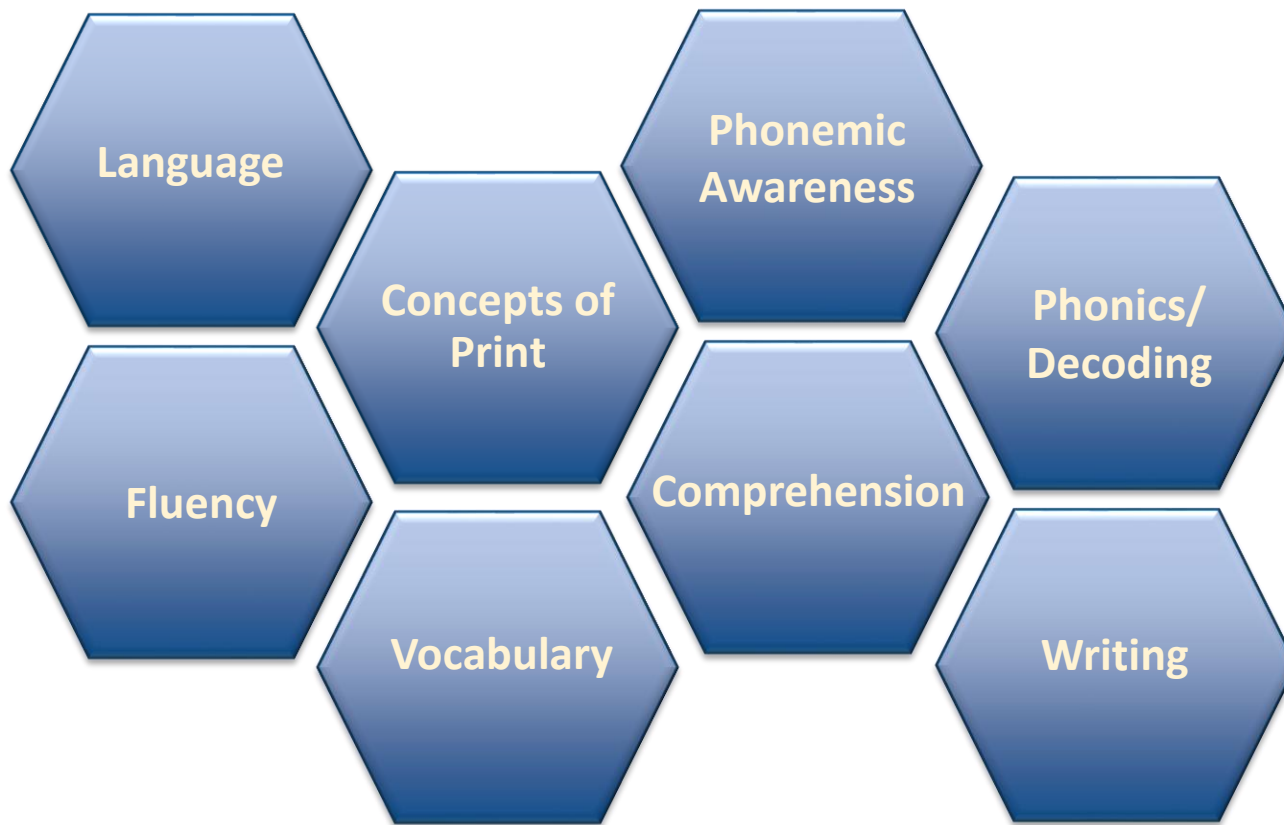 Language
Phonemic
Awareness
Concepts of
Print
Phonics/
Decoding
Fluency
Comprehension
Vocabulary
Writing